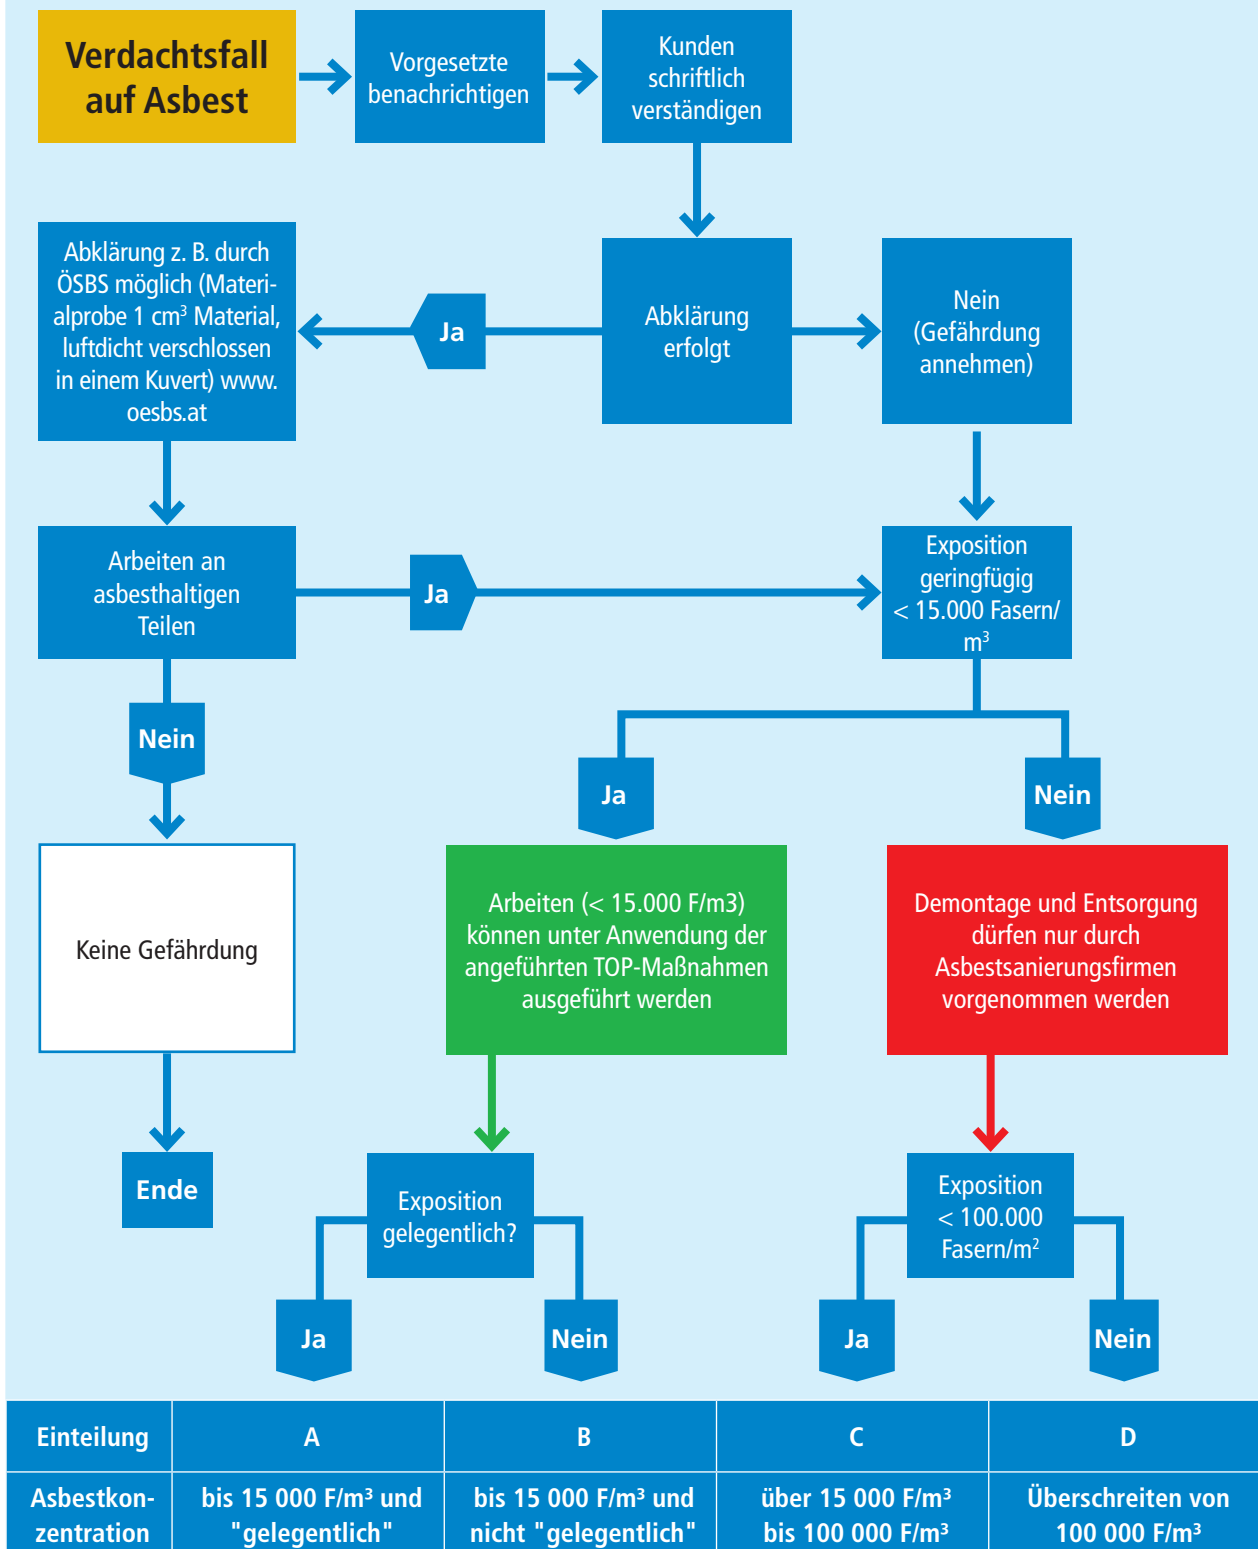 Verdachtsfall
auf Asbest
Vorgesetzte
benachrichtigen
Kunden
schriftlich
verständigen
Abklärung z. B. durch
ÖSBS möglich (Materi-
alprobe 1 cm³ Material,
luftdicht verschlossen
in einem Kuvert) www.
oesbs.at
Ja
Abklärung
erfolgt
Nein
(Gefährdung
annehmen)
Arbeiten an
asbesthaltigen
Teilen
Ja
Exposition
geringfügig
< 15.000 Fasern/
m³
Nein
Ja
Nein
Keine Gefährdung
Arbeiten (< 15.000 F/m3)
können unter Anwendung der
angeführten TOP-Maßnahmen
ausgeführt werden
Demontage und Entsorgung
dürfen nur durch
Asbestsanierungsfirmen
vorgenommen werden
Ende
Exposition
gelegentlich?
Exposition
< 100.000
Fasern/m²
Ja
Nein
Ja
Nein
Einteilung
A
B
C
D
Asbestkon-
zentration
bis 15 000 F/m³ und
"gelegentlich"
bis 15 000 F/m³ und
nicht "gelegentlich"
über 15 000 F/m³
bis 100 000 F/m³
Überschreiten von
100 000 F/m³